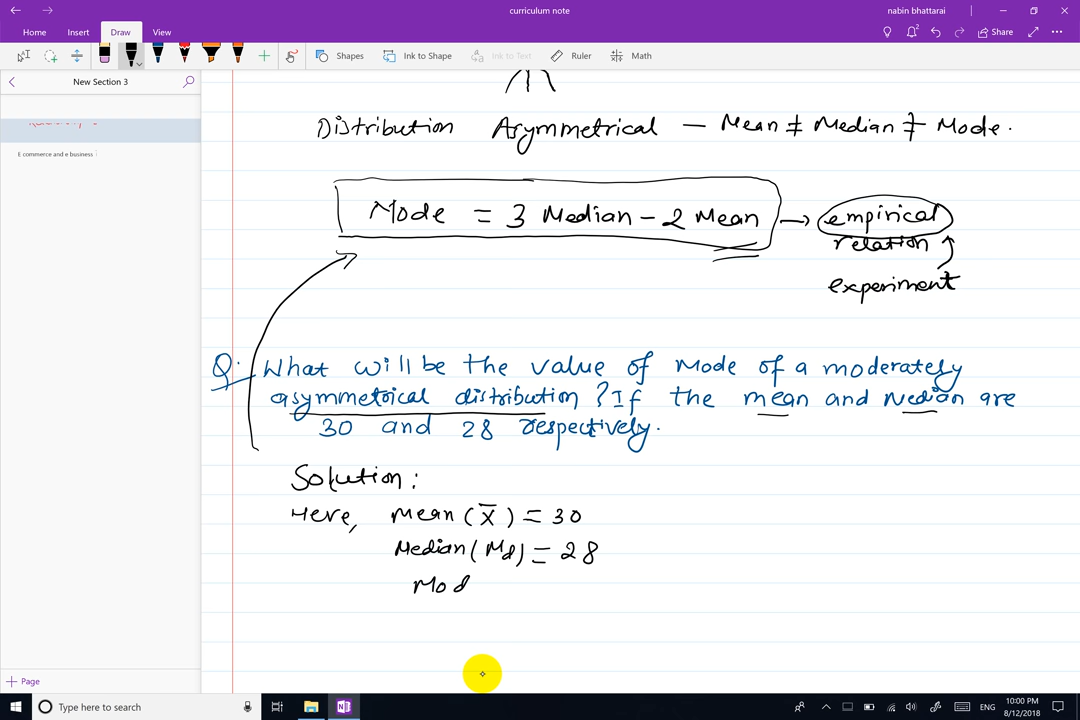 curriculum note
nabin bhattarai
Home Insert Draw View
Share
Shapes Ink to Shape Ink to Text Ruler Math
New Section 3
E commerce and e business
Page
Distribution Asymmetrical – Mean ≠ Median ≠ Mode.
Mode = 3 Median – 2 Mean → empirical
relation
experiment
Q: What will be the value of Mode of a moderately
asymmetrical distribution? If the mean and Median are
30 and 28 respectively.
Solution:
Here, Mean (X̄) = 30
Median (Md) = 28
Mod
Type here to search
ENG
10:00 PM
8/12/2018
2